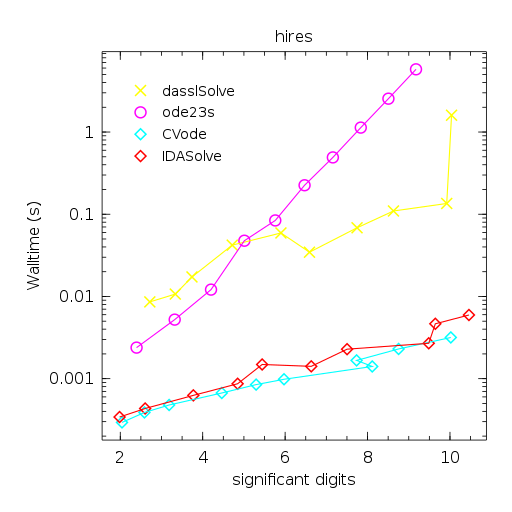 hires
dasslSolve
ode23s
CVode
IDASolve
1
0.1
0.01
0.001
Walltime (s)
2 4 6 8 10
significant digits